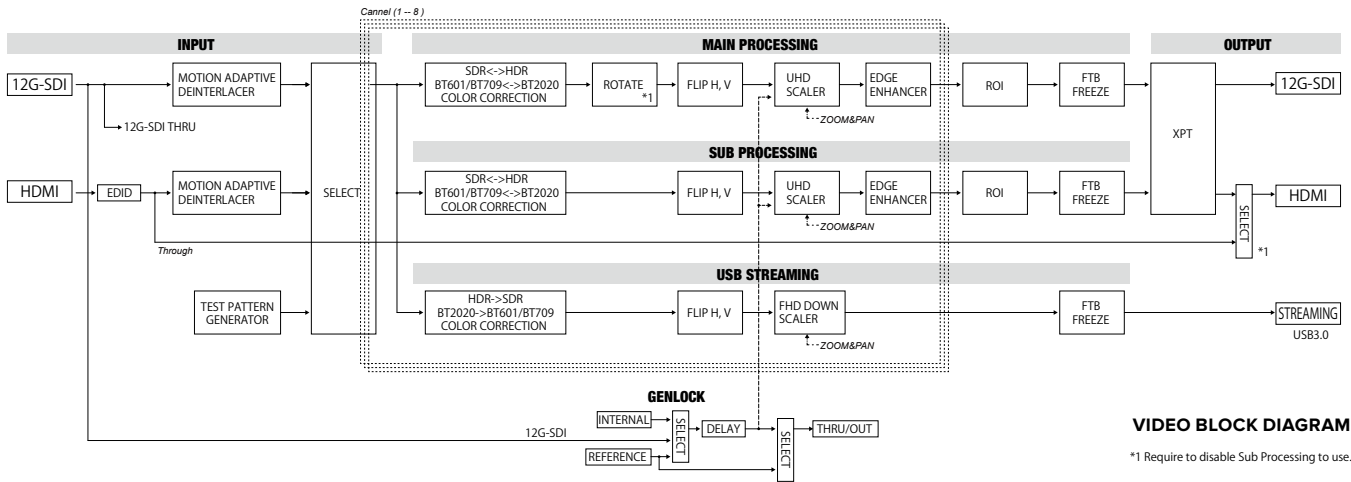 Cannel (1 -- 8 )
INPUT
MAIN PROCESSING
OUTPUT
12G-SDI
MOTION ADAPTIVE
DEINTERLACER
12G-SDI THRU
SELECT
SDR<->HDR
BT601/BT709<->BT2020
COLOR CORRECTION
ROTATE
*1
FLIP H, V
UHD
SCALER
ZOOM&PAN
EDGE
ENHANCER
ROI
FTB
FREEZE
XPT
12G-SDI
SUB PROCESSING
HDMI
EDID
MOTION ADAPTIVE
DEINTERLACER
Through
SDR<->HDR
BT601/BT709<->BT2020
COLOR CORRECTION
FLIP H, V
UHD
SCALER
ZOOM&PAN
EDGE
ENHANCER
ROI
FTB
FREEZE
SELECT
*1
HDMI
USB STREAMING
TEST PATTERN
GENERATOR
HDR->SDR
BT2020->BT601/BT709
COLOR CORRECTION
FLIP H, V
FHD DOWN
SCALER
ZOOM&PAN
FTB
FREEZE
STREAMING
USB3.0
GENLOCK
INTERNAL
12G-SDI
REFERENCE
SELECT
DELAY
SELECT
THRU/OUT
VIDEO BLOCK DIAGRAM
*1 Require to disable Sub Processing to use.